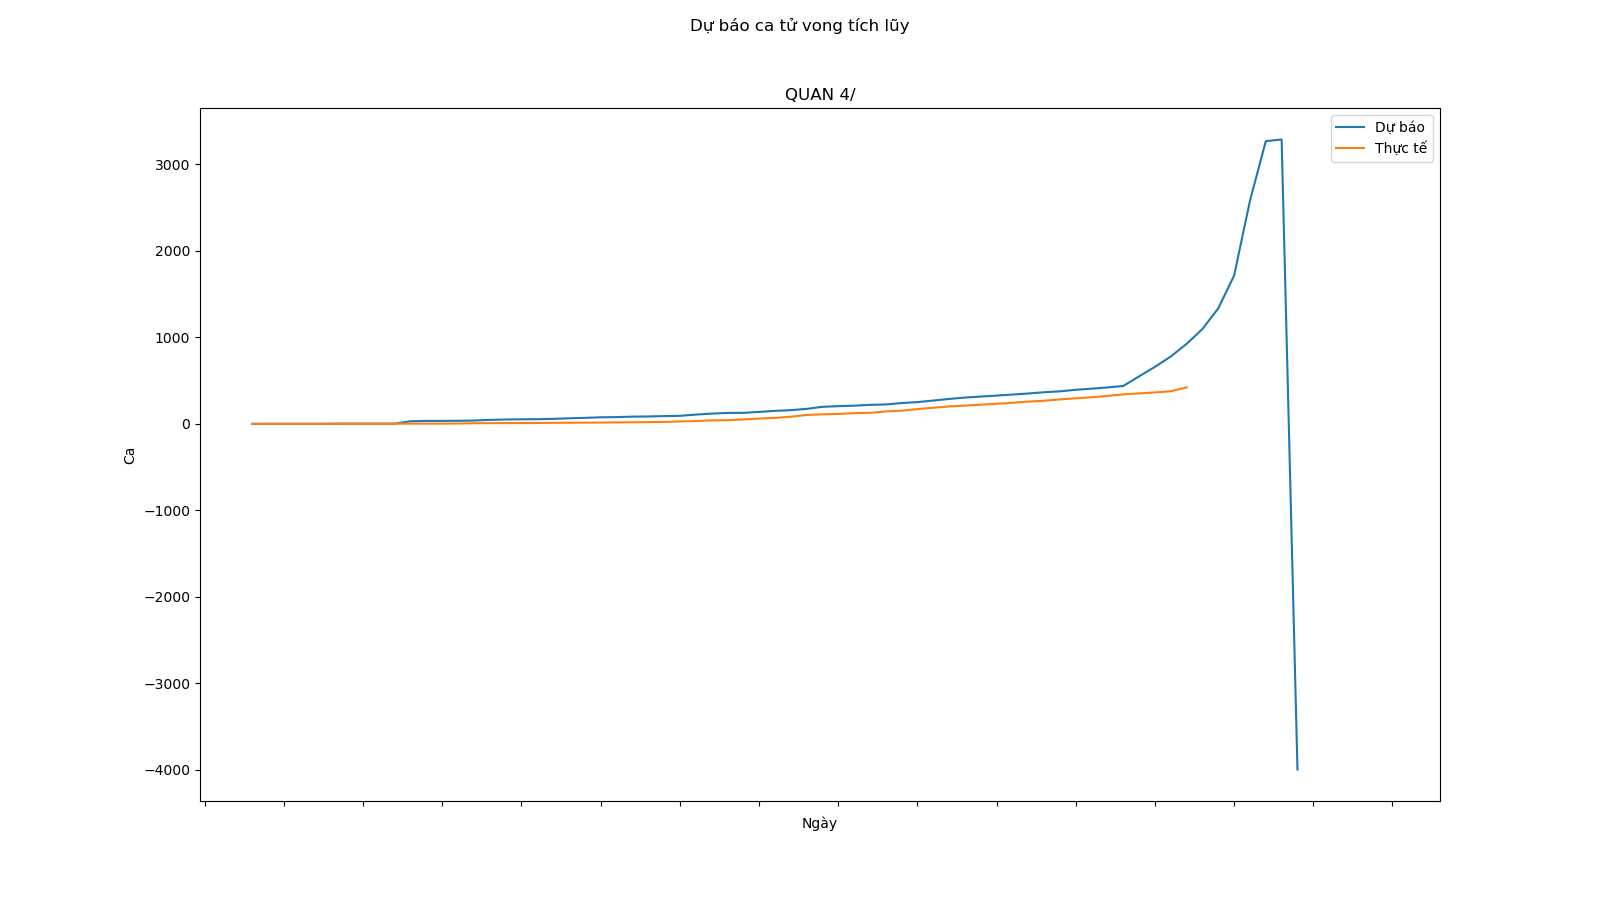 Dự báo ca tử vong tích lũy
QUAN 4/
Dự báo
Thực tế
3000
2000
1000
0
−1000
−2000
−3000
−4000
Ca
Ngày